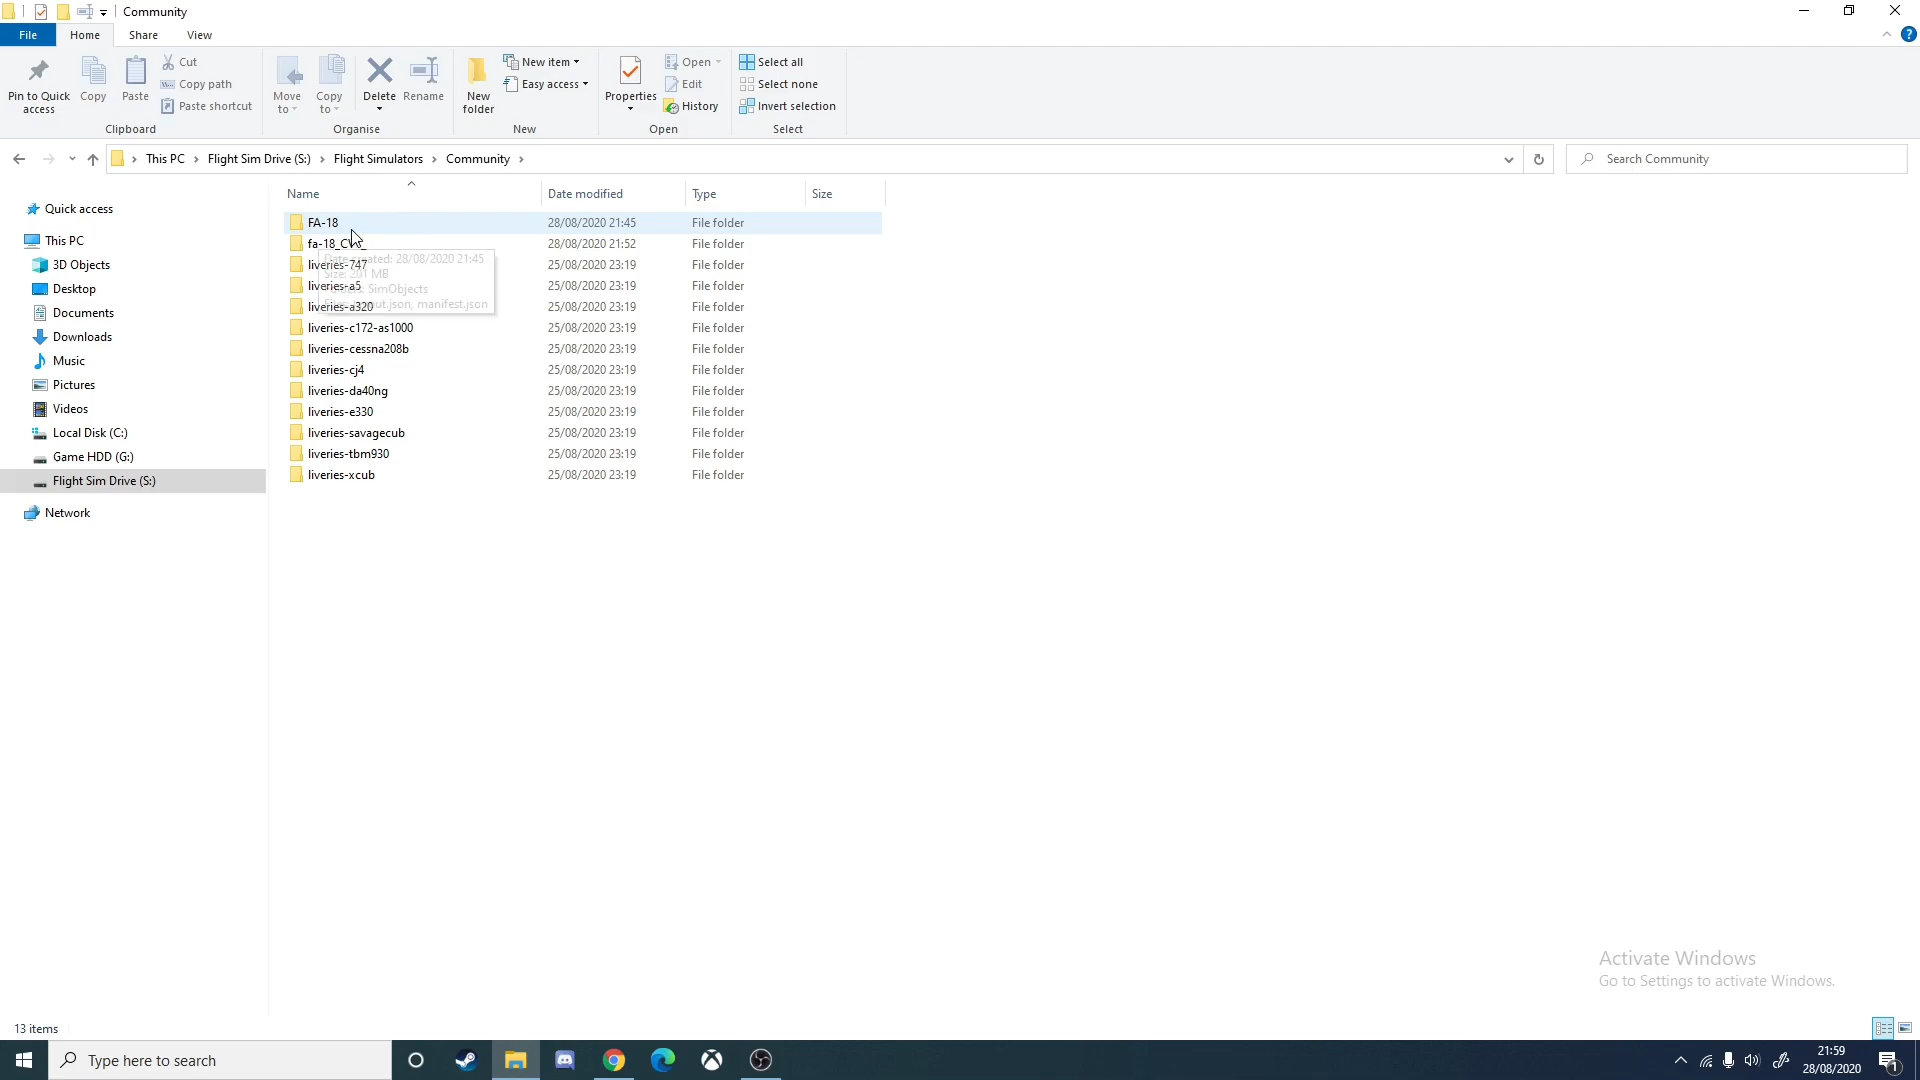 Community
File Home Share View
Pin to Quick access
Copy
Paste
Cut
Copy path
Paste shortcut
Clipboard
Move to
Copy to
Delete
Rename
Organise
New folder
New item
Easy access
New
Properties
Open
Edit
History
Open
Select all
Select none
Invert selection
Select
This PC Flight Sim Drive (S:) Flight Simulators Community
Search Community
Name Date modified Type Size
Quick access
This PC
3D Objects
Desktop
Documents
Downloads
Music
Pictures
Videos
Local Disk (C:)
Game HDD (G:)
Flight Sim Drive (S:)
Network
FA-18 28/08/2020 21:45 File folder
28/08/2020 21:52 File folder
liveries-747 25/08/2020 23:19 File folder
liveries-a5 25/08/2020 23:19 File folder
liveries-a320 25/08/2020 23:19 File folder
liveries-c172-as1000 25/08/2020 23:19 File folder
liveries-cessna208b 25/08/2020 23:19 File folder
liveries-cj4 25/08/2020 23:19 File folder
liveries-da40ng 25/08/2020 23:19 File folder
liveries-e330 25/08/2020 23:19 File folder
liveries-savagecub 25/08/2020 23:19 File folder
liveries-tbm930 25/08/2020 23:19 File folder
liveries-xcub 25/08/2020 23:19 File folder
created: 28/08/2020 21:45
Size: 201 MB
SimObjects
manifest.json
Activate Windows
Go to Settings to activate Windows.
13 items
Type here to search
21:59
28/08/2020
1